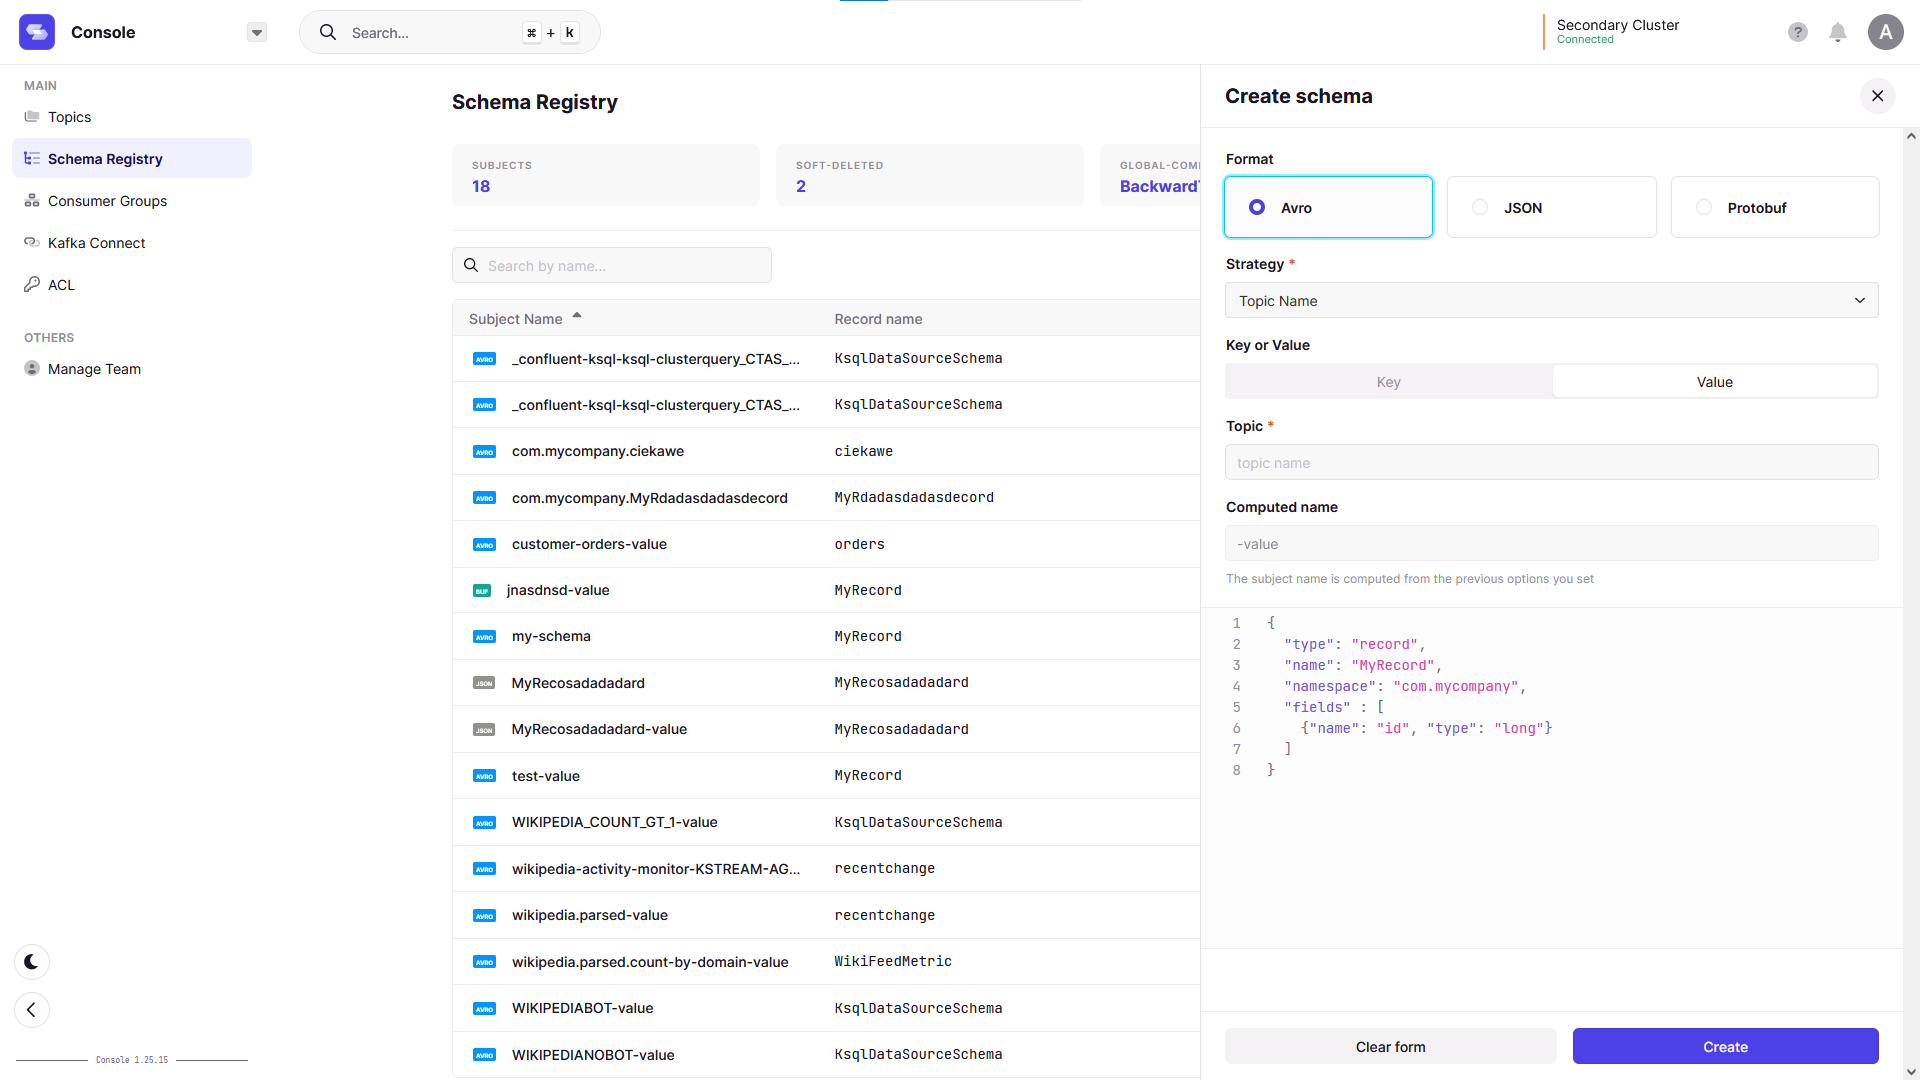 Console
Search...
⌘ + k
Secondary Cluster
Connected
?
A
MAIN
Topics
Schema Registry
Consumer Groups
Kafka Connect
ACL
OTHERS
Manage Team
Console 1.25.15
Schema Registry
SUBJECTS
18
SOFT-DELETED
2
GLOBAL-COM
Backward
Search by name...
Subject Name
Record name
AVRO _confluent-ksql-ksql-clusterquery_CTAS_... KsqlDataSourceSchema
AVRO _confluent-ksql-ksql-clusterquery_CTAS_... KsqlDataSourceSchema
AVRO com.mycompany.ciekawe ciekawe
AVRO com.mycompany.MyRdadasdadasdecord MyRdadasdadasdecord
AVRO customer-orders-value orders
BUF jnasdnsd-value MyRecord
AVRO my-schema MyRecord
JSON MyRecosadadadard MyRecosadadadard
JSON MyRecosadadadard-value MyRecosadadadard
AVRO test-value MyRecord
AVRO WIKIPEDIA_COUNT_GT_1-value KsqlDataSourceSchema
AVRO wikipedia-activity-monitor-KSTREAM-AG... recentchange
AVRO wikipedia.parsed-value recentchange
AVRO wikipedia.parsed.count-by-domain-value WikiFeedMetric
AVRO WIKIPEDIABOT-value KsqlDataSourceSchema
AVRO WIKIPEDIANOBOT-value KsqlDataSourceSchema
Create schema
Format
Avro
JSON
Protobuf
Strategy *
Topic Name
Key or Value
Key
Value
Topic *
topic name
Computed name
-value
The subject name is computed from the previous options you set
1 {
2 "type": "record",
3 "name": "MyRecord",
4 "namespace": "com.mycompany",
5 "fields" : [
6 {"name": "id", "type": "long"}
7 ]
8 }
Clear form
Create